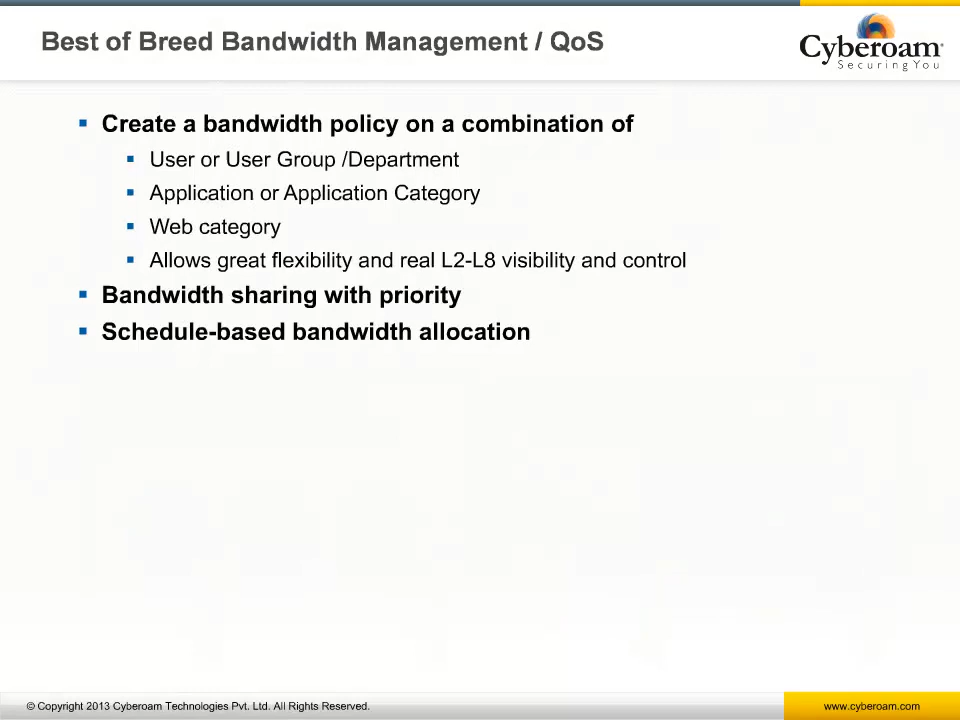 Best of Breed Bandwidth Management / QoS
Cyberoam
Securing You
Create a bandwidth policy on a combination of
User or User Group /Department
Application or Application Category
Web category
Allows great flexibility and real L2-L8 visibility and control
Bandwidth sharing with priority
Schedule-based bandwidth allocation
© Copyright 2013 Cyberoam Technologies Pvt. Ltd. All Rights Reserved.
www.cyberoam.com